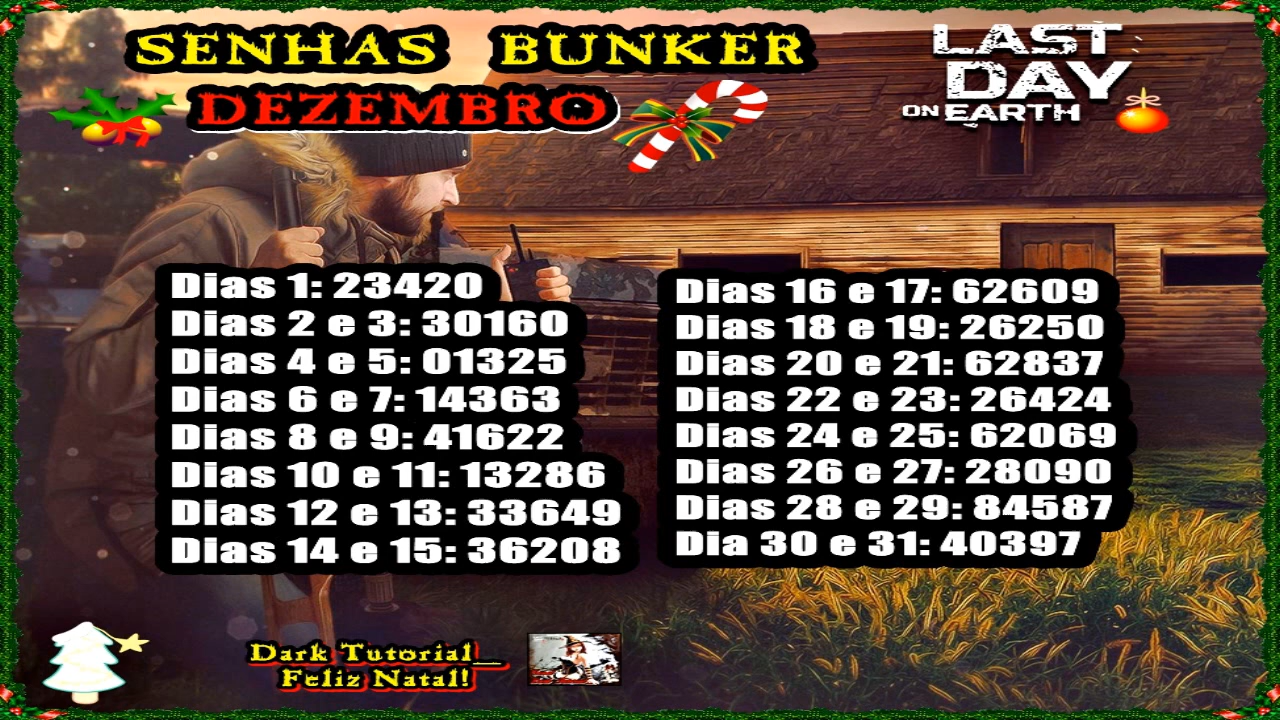 SENHAS BUNKER
DEZEMBRO
LAST
DAY
ON EARTH
Dias 1: 23420
Dias 2 e 3: 30160
Dias 4 e 5: 01325
Dias 6 e 7: 14363
Dias 8 e 9: 41622
Dias 10 e 11: 13286
Dias 12 e 13: 33649
Dias 14 e 15: 36208
Dias 16 e 17: 62609
Dias 18 e 19: 26250
Dias 20 e 21: 62837
Dias 22 e 23: 26424
Dias 24 e 25: 62069
Dias 26 e 27: 28090
Dias 28 e 29: 84587
Dia 30 e 31: 40397
Dark Tutorial__
Feliz Natal!